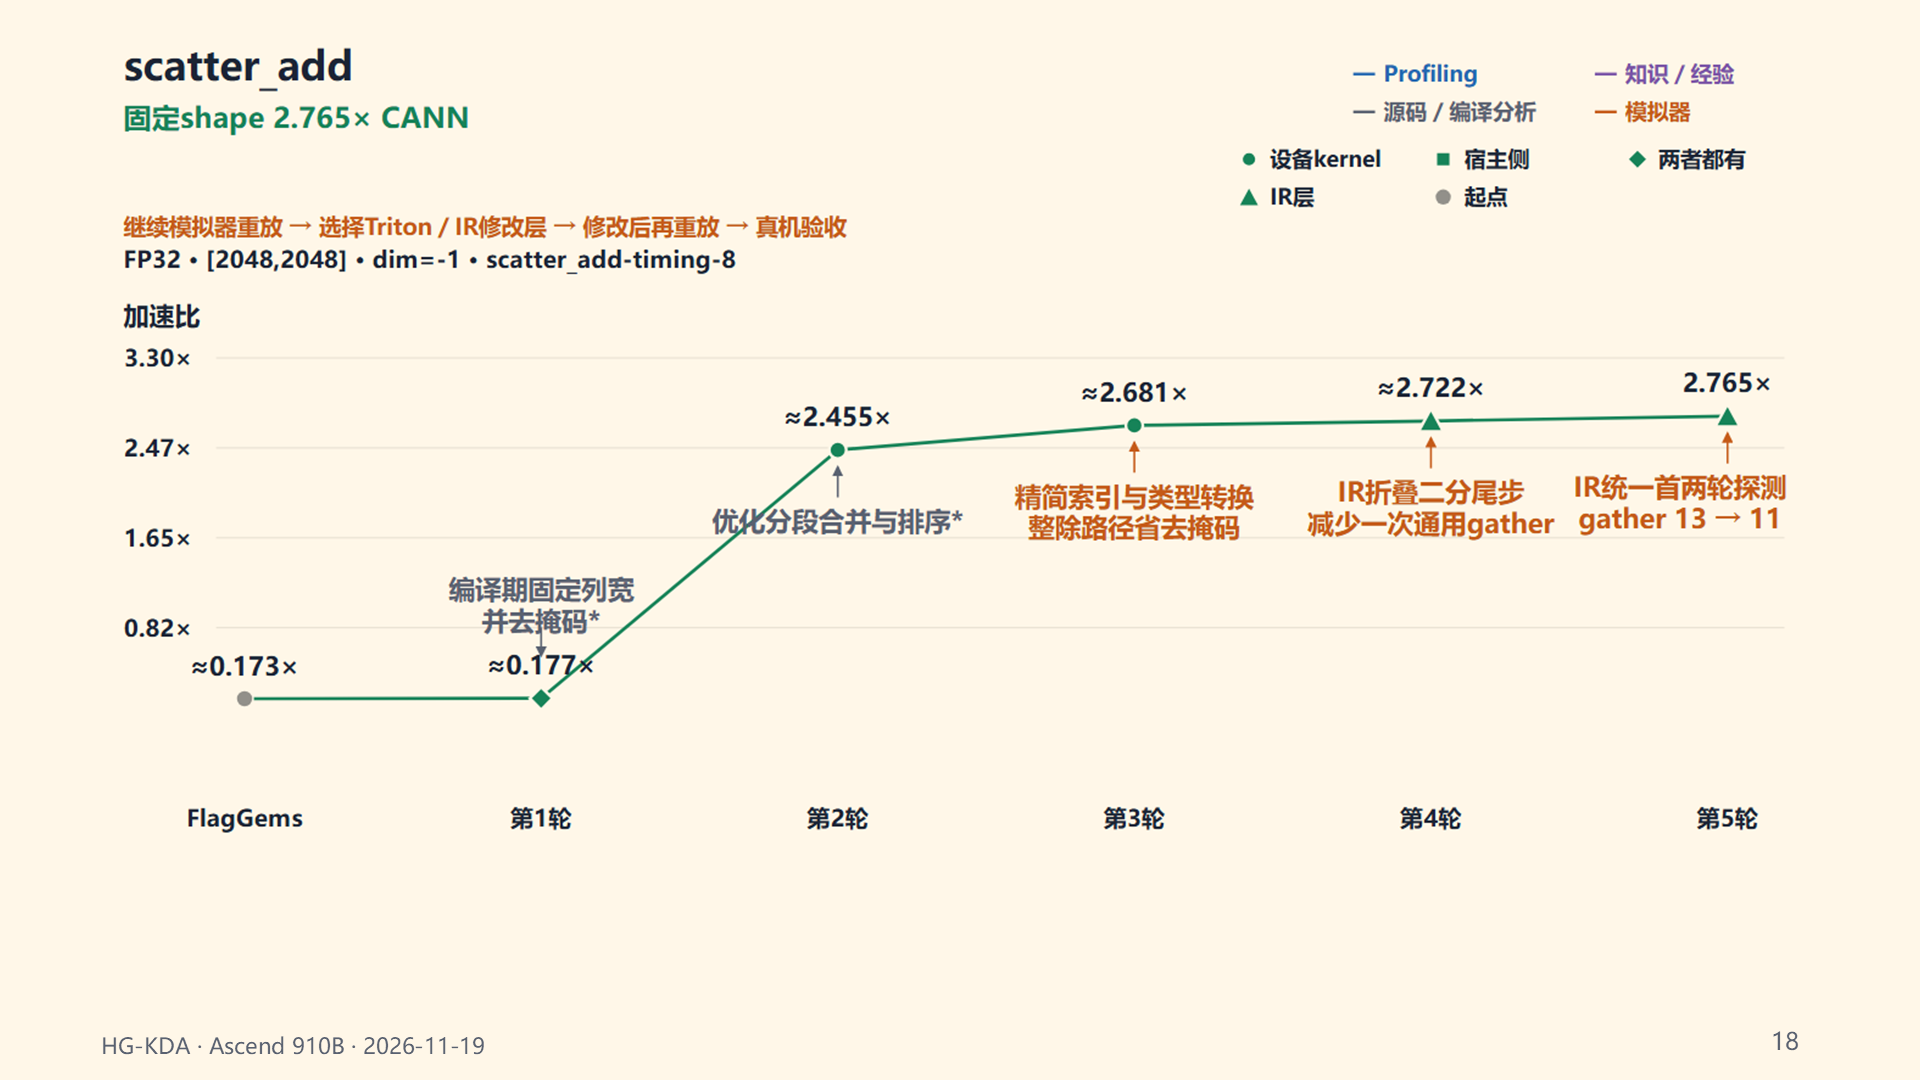 scatter_add
固定shape 2.765× CANN
— Profiling
— 知识 / 经验
— 源码 / 编译分析
— 模拟器
设备kernel
宿主侧
两者都有
IR层
起点
继续模拟器重放 → 选择Triton / IR修改层 → 修改后再重放 → 真机验收
FP32 • [2048,2048] • dim=-1 • scatter_add-timing-8
加速比
3.30×
2.47×
1.65×
0.82×
≈0.173×
≈0.177×
≈2.455×
≈2.681×
≈2.722×
2.765×
编译期固定列宽
并去掩码*
优化分段合并与排序*
精简索引与类型转换
整除路径省去掩码
IR折叠二分尾步
减少一次通用gather
IR统一首两轮探测
gather 13 → 11
FlagGems
第1轮
第2轮
第3轮
第4轮
第5轮
HG-KDA · Ascend 910B · 2026-11-19
18